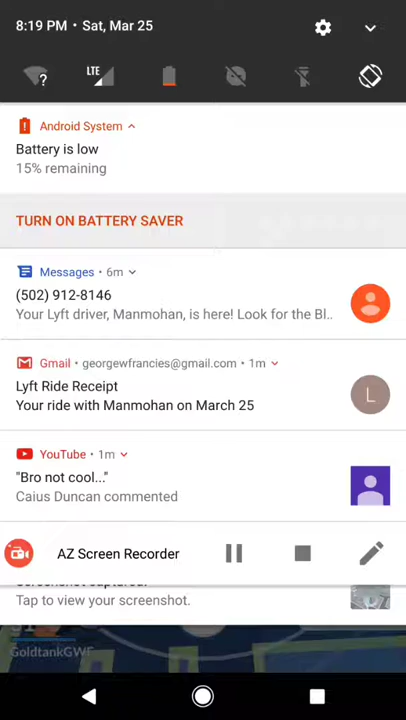 8:19 PM • Sat, Mar 25
?
LTE
Android System
Battery is low
15% remaining
TURN ON BATTERY SAVER
Messages • 6m
(502) 912-8146
Your Lyft driver, Manmohan, is here! Look for the Bl..
Gmail • georgewfrancies@gmail.com • 1m
Lyft Ride Receipt
L
Your ride with Manmohan on March 25
YouTube • 1m
"Bro not cool..."
Caius Duncan commented
AZ Screen Recorder
Screenshot captured.
Tap to view your screenshot.
GoldtankGWF